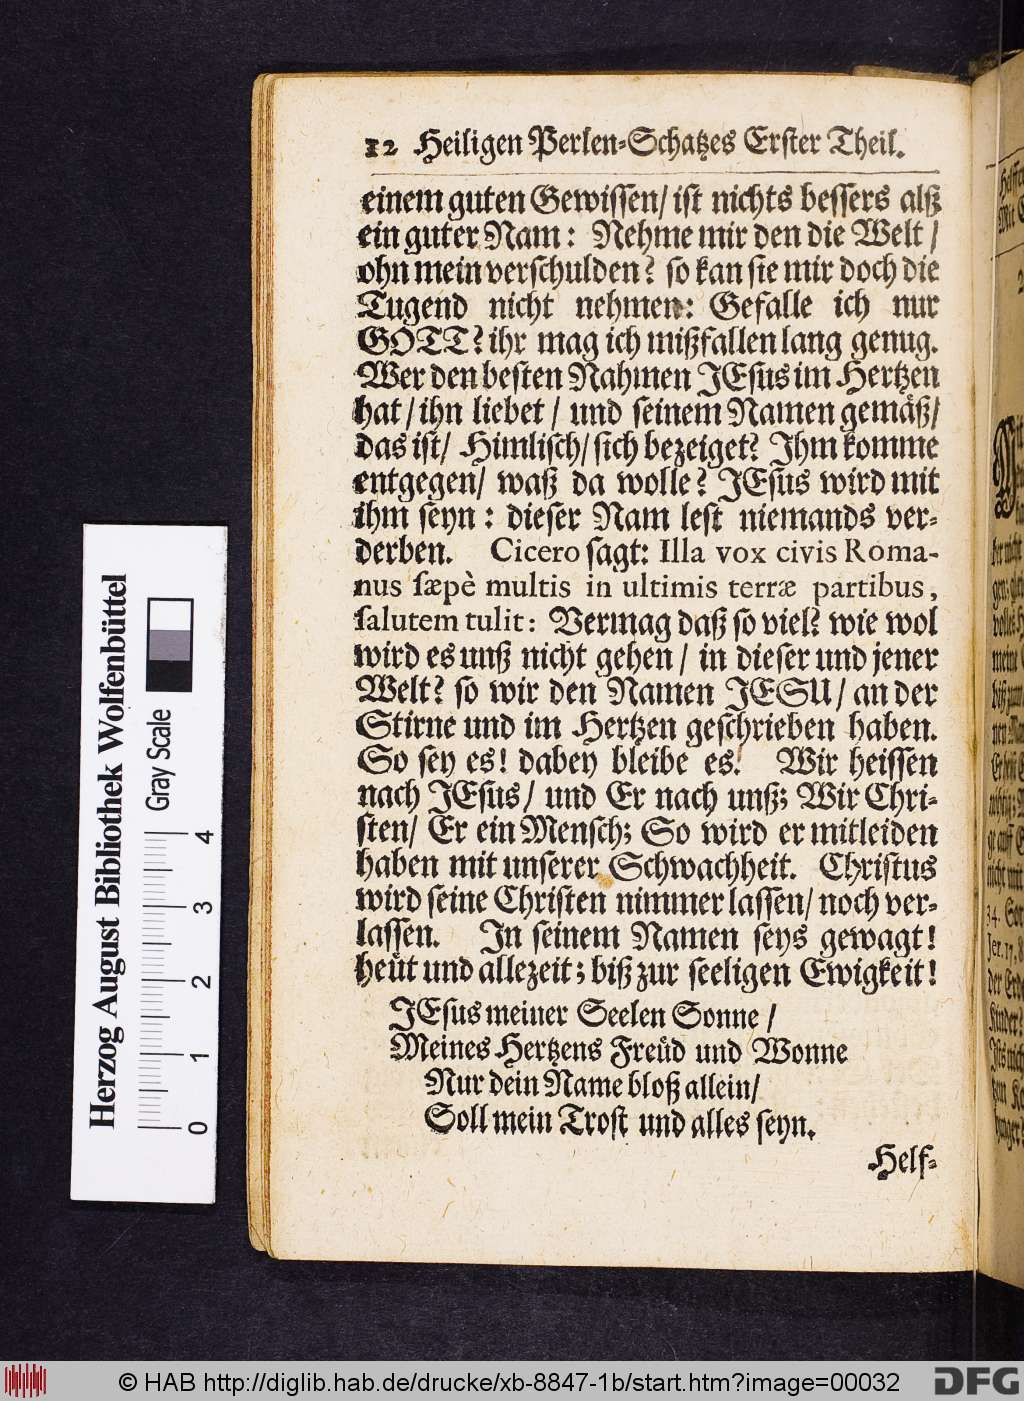 12 Heiligen Perlen-Schatzes Erster Theil.
einem guten Gewissen/ ist nichts bessers alß
ein guter Nam: Nehme mir den die Welt/
ohn mein verschulden? so kan sie mir doch die
Tugend nicht nehmen: Gefalle ich nur
GOTT? ihr mag ich mißfallen lang genug.
Wer den besten Nahmen JEsus im Hertzen
hat/ ihn liebet/ und seinem Namen gemäß/
das ist/ Himlisch/ sich bezeiget? Ihm komme
entgegen/ waß da wolle? JEsus wird mit
ihm seyn: dieser Nam lest niemands ver-
derben. Cicero sagt: Illa vox civis Roma-
nus sæpè multis in ultimis terræ partibus,
salutem tulit: Vermag daß so viel? wie wol
wird es unß nicht gehen/ in dieser und jener
Welt? so wir den Namen JESU/ an der
Stirne und im Hertzen geschrieben haben.
So sey es! dabey bleibe es! Wir heissen
nach JEsus/ und Er nach unß; Wir Chri-
sten/ Er ein Mensch; So wird er mitleiden
haben mit unserer Schwachheit. Christus
wird seine Christen nimmer lassen/ noch ver-
lassen. In seinem Namen seys gewagt!
heüt und allezeit; biß zur seeligen Ewigkeit!
JEsus meiner Seelen Sonne/
Meines Hertzens Freüd und Wonne
Nur dein Name bloß allein/
Soll mein Trost und alles seyn.
Helf-
Herzog August Bibliothek Wolfenbüttel
Gray Scale
0 1 2 3 4
© HAB http://diglib.hab.de/drucke/xb-8847-1b/start.htm?image=00032
DFG